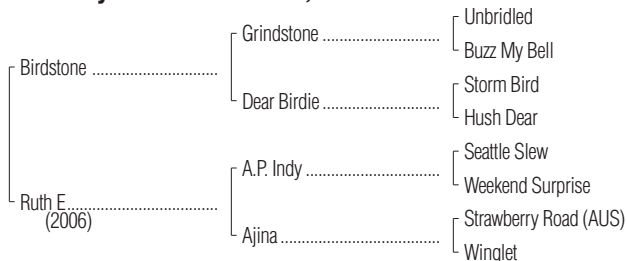 Unbridled
Grindstone ..............................
Buzz My Bell
Birdstone ................................
Storm Bird
Dear Birdie ..............................
Hush Dear
Seattle Slew
A.P. Indy ..................................
Weekend Surprise
Ruth E......................................
(2006)
Strawberry Road (AUS)
Ajina ........................................
Winglet